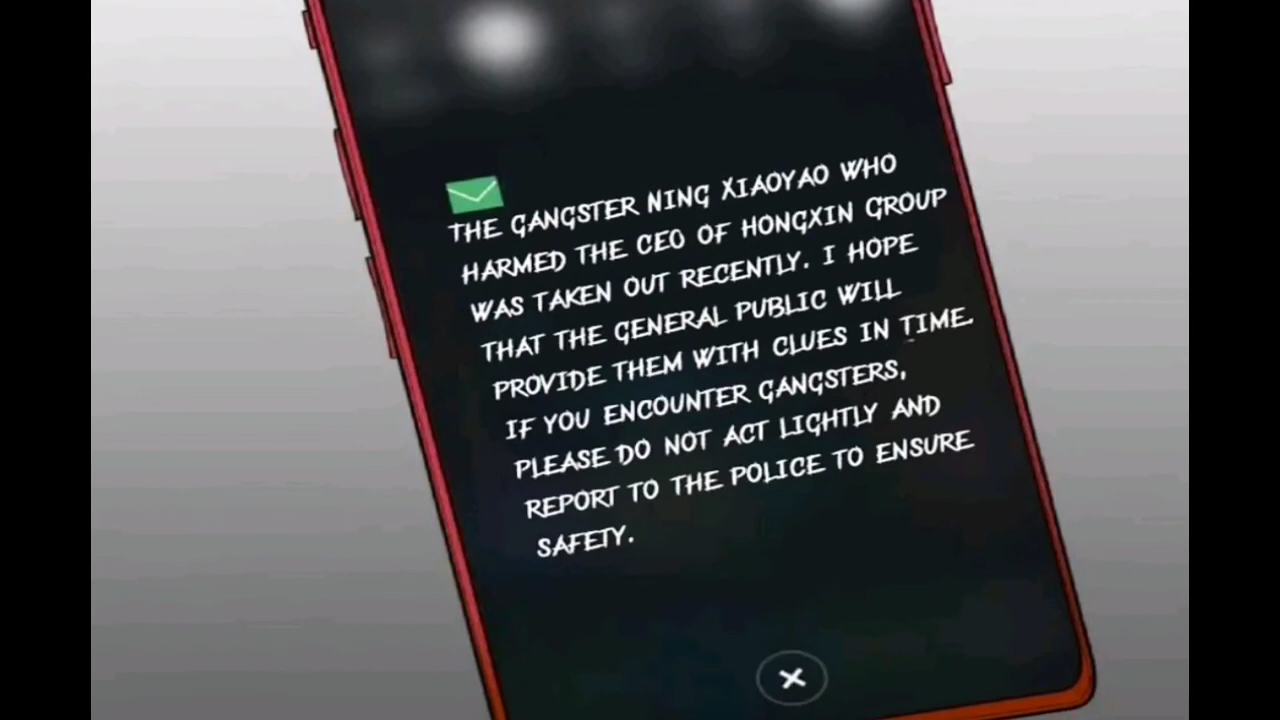 THE GANGSTER NING XIAOYAO WHO
HARMED THE CEO OF HONGXIN GROUP
WAS TAKEN OUT RECENTLY. I HOPE
THAT THE GENERAL PUBLIC WILL
PROVIDE THEM WITH CLUES IN TIME.
IF YOU ENCOUNTER GANGSTERS,
PLEASE DO NOT ACT LIGHTLY AND
REPORT TO THE POLICE TO ENSURE
SAFETY.